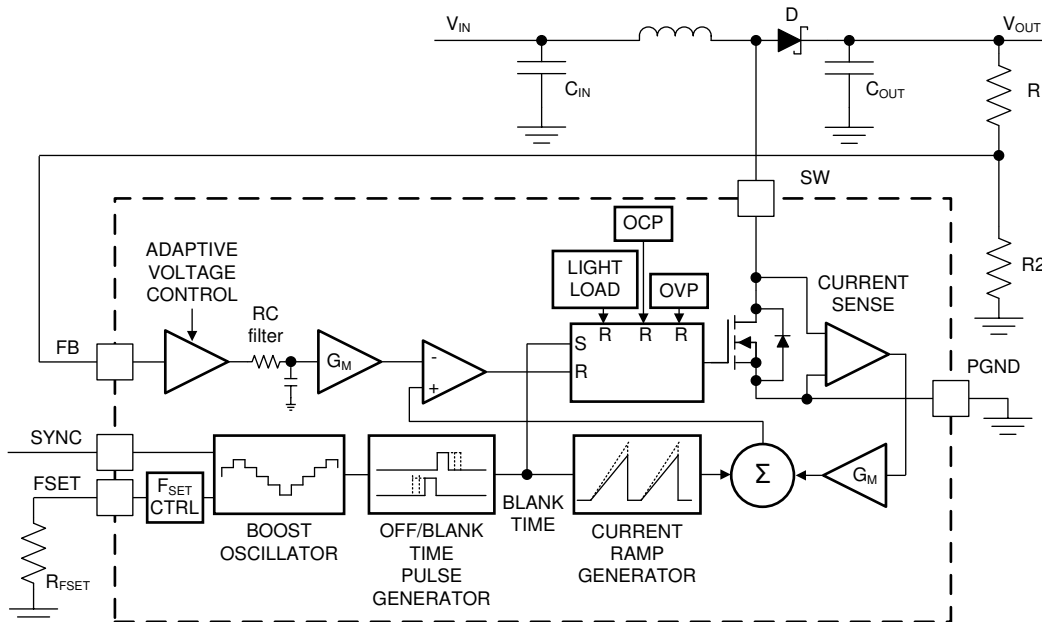 VIN
D
VOUT
CIN
COUT
R
SW
OCP
LIGHT
LOAD
OVP
R2
ADAPTIVE
VOLTAGE
CONTROL
CURRENT
SENSE
RC
filter
R R R
FB
GM
-
+
S
R
PGND
SYNC
FSET
FSET
CTRL
Σ
GM
BLANK
TIME
BOOST
OSCILLATOR
OFF/BLANK
TIME
PULSE
GENERATOR
CURRENT
RAMP
GENERATOR
RFSET